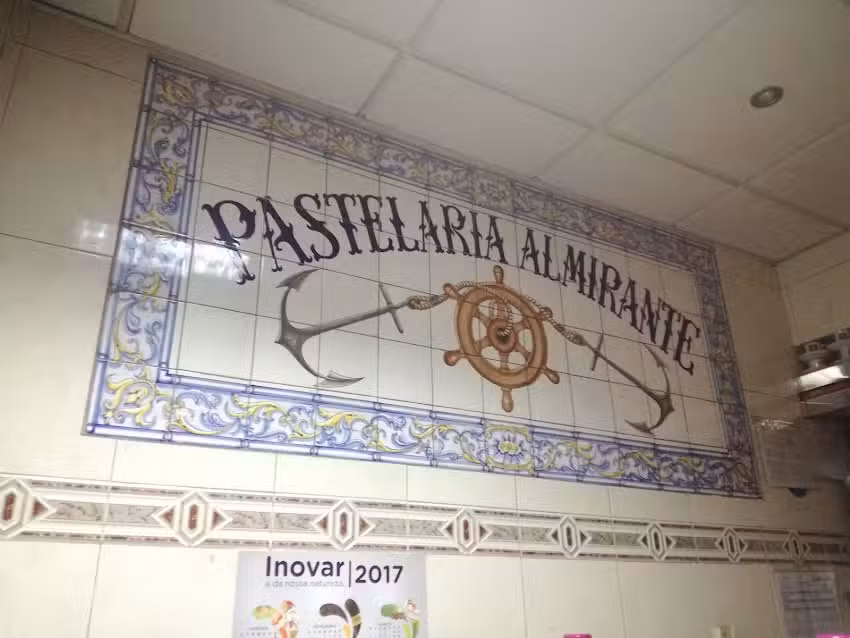 PASTELARIA ALMIRANTE
Inovar 2017
é da nossa natureza.